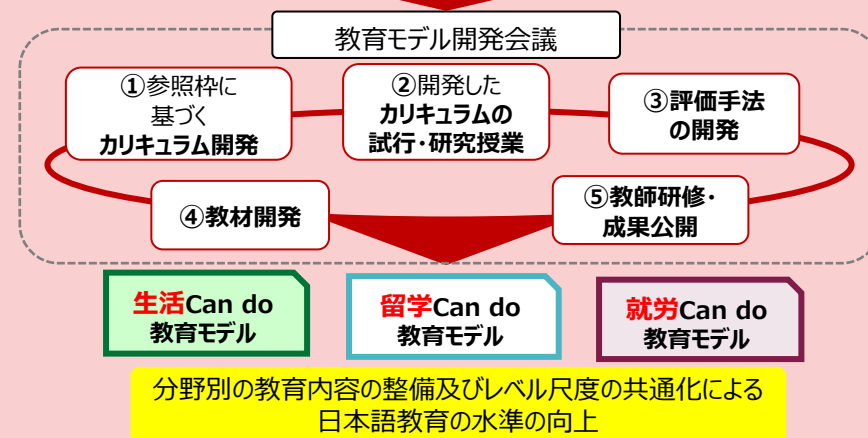 教育モデル開発会議
①参照枠に
基づく
カリキュラム開発
②開発した
カリキュラムの
試行・研究授業
③評価手法
の開発
④教材開発
⑤教師研修・
成果公開
生活Can do
教育モデル
留学Can do
教育モデル
就労Can do
教育モデル
分野別の教育内容の整備及びレベル尺度の共通化による
日本語教育の水準の向上